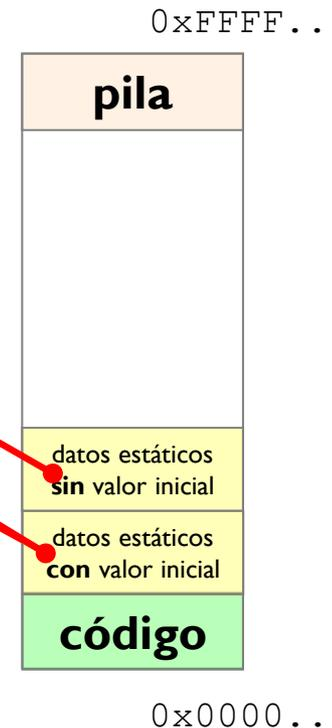 0xFFFF..
pila
datos estáticos
sin valor inicial
datos estáticos
con valor inicial
código
0x0000..